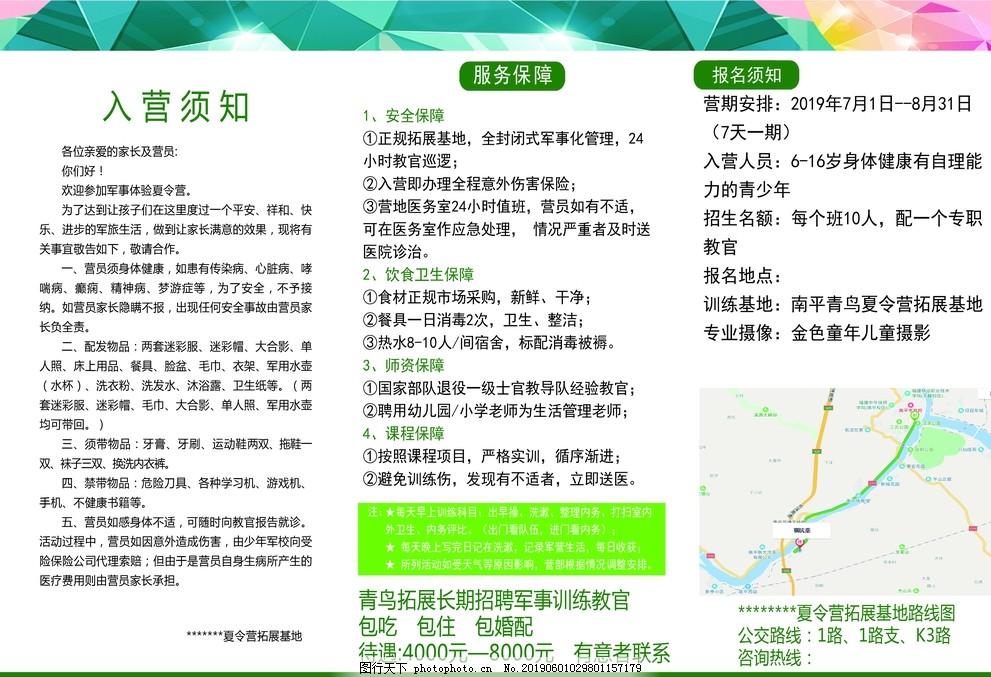 入营须知
各位亲爱的家长及营员:
你们好！
欢迎参加军事体验夏令营。
为了达到让孩子们在这里度过一个平安、祥和、快
乐、进步的军旅生活，做到让家长满意的效果，现将有
关事宜敬告如下，敬请合作。
一、营员须身体健康，如患有传染病、心脏病、哮
喘病、癫痫、精神病、梦游症等，为了安全，不予接
纳。如营员家长隐瞒不报，出现任何安全事故由营员家
长负全责。
二、配发物品：两套迷彩服、迷彩帽、大合影、单
人照、床上用品、餐具、脸盆、毛巾、衣架、军用水壶
（水杯）、洗衣粉、洗发水、沐浴露、卫生纸等。（两
套迷彩服、迷彩帽、毛巾、大合影、单人照、军用水壶
均可带回。）
三、须带物品：牙膏、牙刷、运动鞋两双、拖鞋一
双、袜子三双、换洗内衣裤。
四、禁带物品：危险刀具、各种学习机、游戏机、
手机、不健康书籍等。
五、营员如感身体不适，可随时向教官报告就诊。
活动过程中，营员如因意外造成伤害，由少年军校向受
险保险公司代理索赔；但由于是营员自身生病所产生的
医疗费用则由营员家长承担。
*******夏令营拓展基地
服务保障
1、安全保障
①正规拓展基地，全封闭式军事化管理，24
小时教官巡逻；
②入营即办理全程意外伤害保险；
③营地医务室24小时值班，营员如有不适，
可在医务室作应急处理， 情况严重者及时送
医院诊治。
2、饮食卫生保障
①食材正规市场采购，新鲜、干净；
②餐具一日消毒2次，卫生、整洁；
③热水8-10人/间宿舍，标配消毒被褥。
3、师资保障
①国家部队退役一级士官教导队经验教官；
②聘用幼儿园/小学老师为生活管理老师；
4、课程保障
①按照课程项目，严格实训，循序渐进；
②避免训练伤，发现有不适者，立即送医。
注：★每天早上训练科目：出早操、洗漱、整理内务、打扫室内
外卫生、内务评比。（出门看队伍，进门看内务）；
★ 每天晚上写完日记在洗漱，记录军营生活，每日收获；
★ 所列活动如受天气等原因影响，营部根据情况调整安排。
青鸟拓展长期招聘军事训练教官
包吃 包住 包婚配
待遇:4000元—8000元 有意者联系
报名须知
营期安排：2019年7月1日--8月31日
（7天一期）
入营人员：6-16岁身体健康有自理能
力的青少年
招生名额：每个班10人，配一个专职
教官
报名地点：
训练基地：南平青鸟夏令营拓展基地
专业摄像：金色童年儿童摄影
********夏令营拓展基地路线图
公交路线：1路、1路支、K3路
咨询热线：
图行天下 photophoto.cn No.20190601029801157179